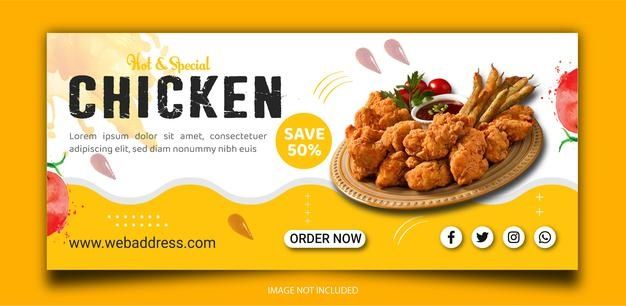 Hot & Special
CHICKEN
Lorem ipsum dolor sit amet, consectetuer
adipiscing elit, sed diam nonummy nibh
SAVE
50%
www.webaddress.com
ORDER NOW
IMAGE NOT INCLUDED